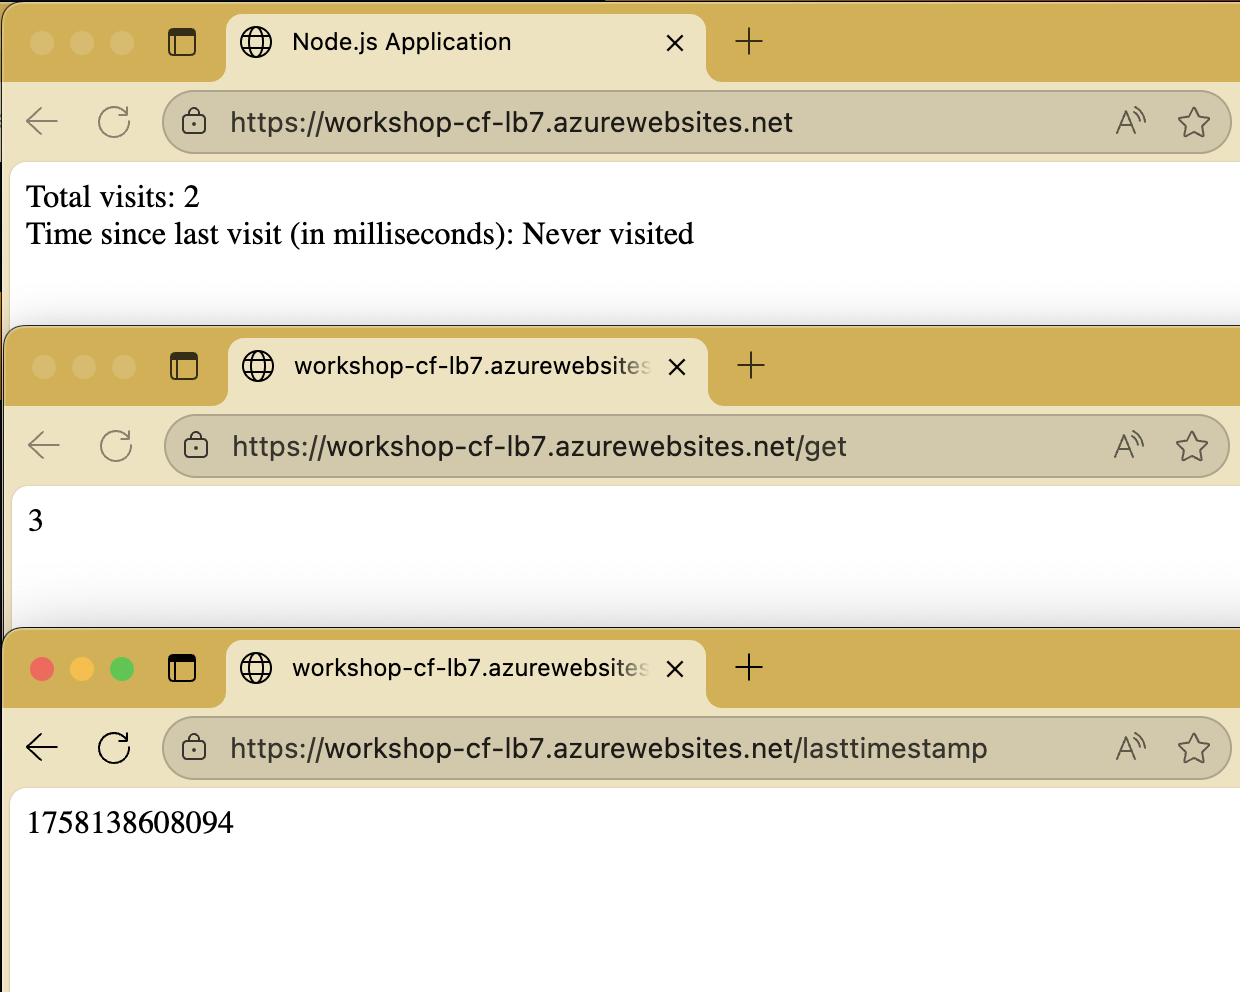 Node.js Application
https://workshop-cf-lb7.azurewebsites.net
Total visits: 2
Time since last visit (in milliseconds): Never visited
workshop-cf-lb7.azurewebsites
https://workshop-cf-lb7.azurewebsites.net/get
3
workshop-cf-lb7.azurewebsites
https://workshop-cf-lb7.azurewebsites.net/lasttimestamp
1758138608094